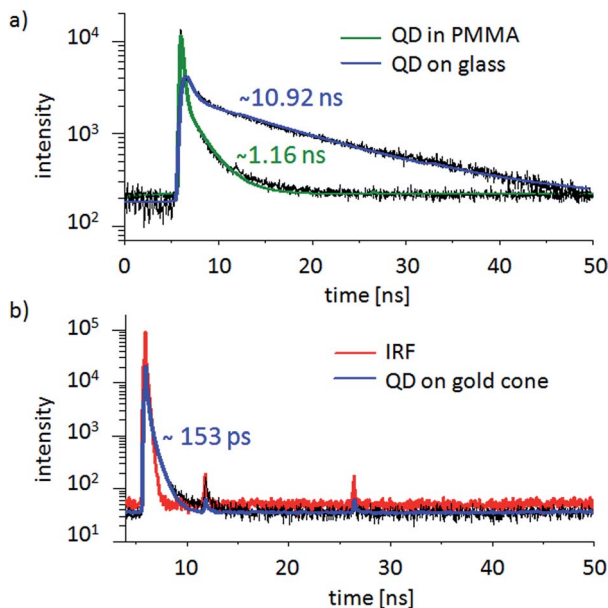 a)
QD in PMMA
QD on glass
~10.92 ns
~1.16 ns
intensity
10⁴
10³
10²
0 10 20 30 40 50
time [ns]
b)
IRF
QD on gold cone
~ 153 ps
intensity
10⁵
10⁴
10³
10²
10¹
10 20 30 40 50
time [ns]